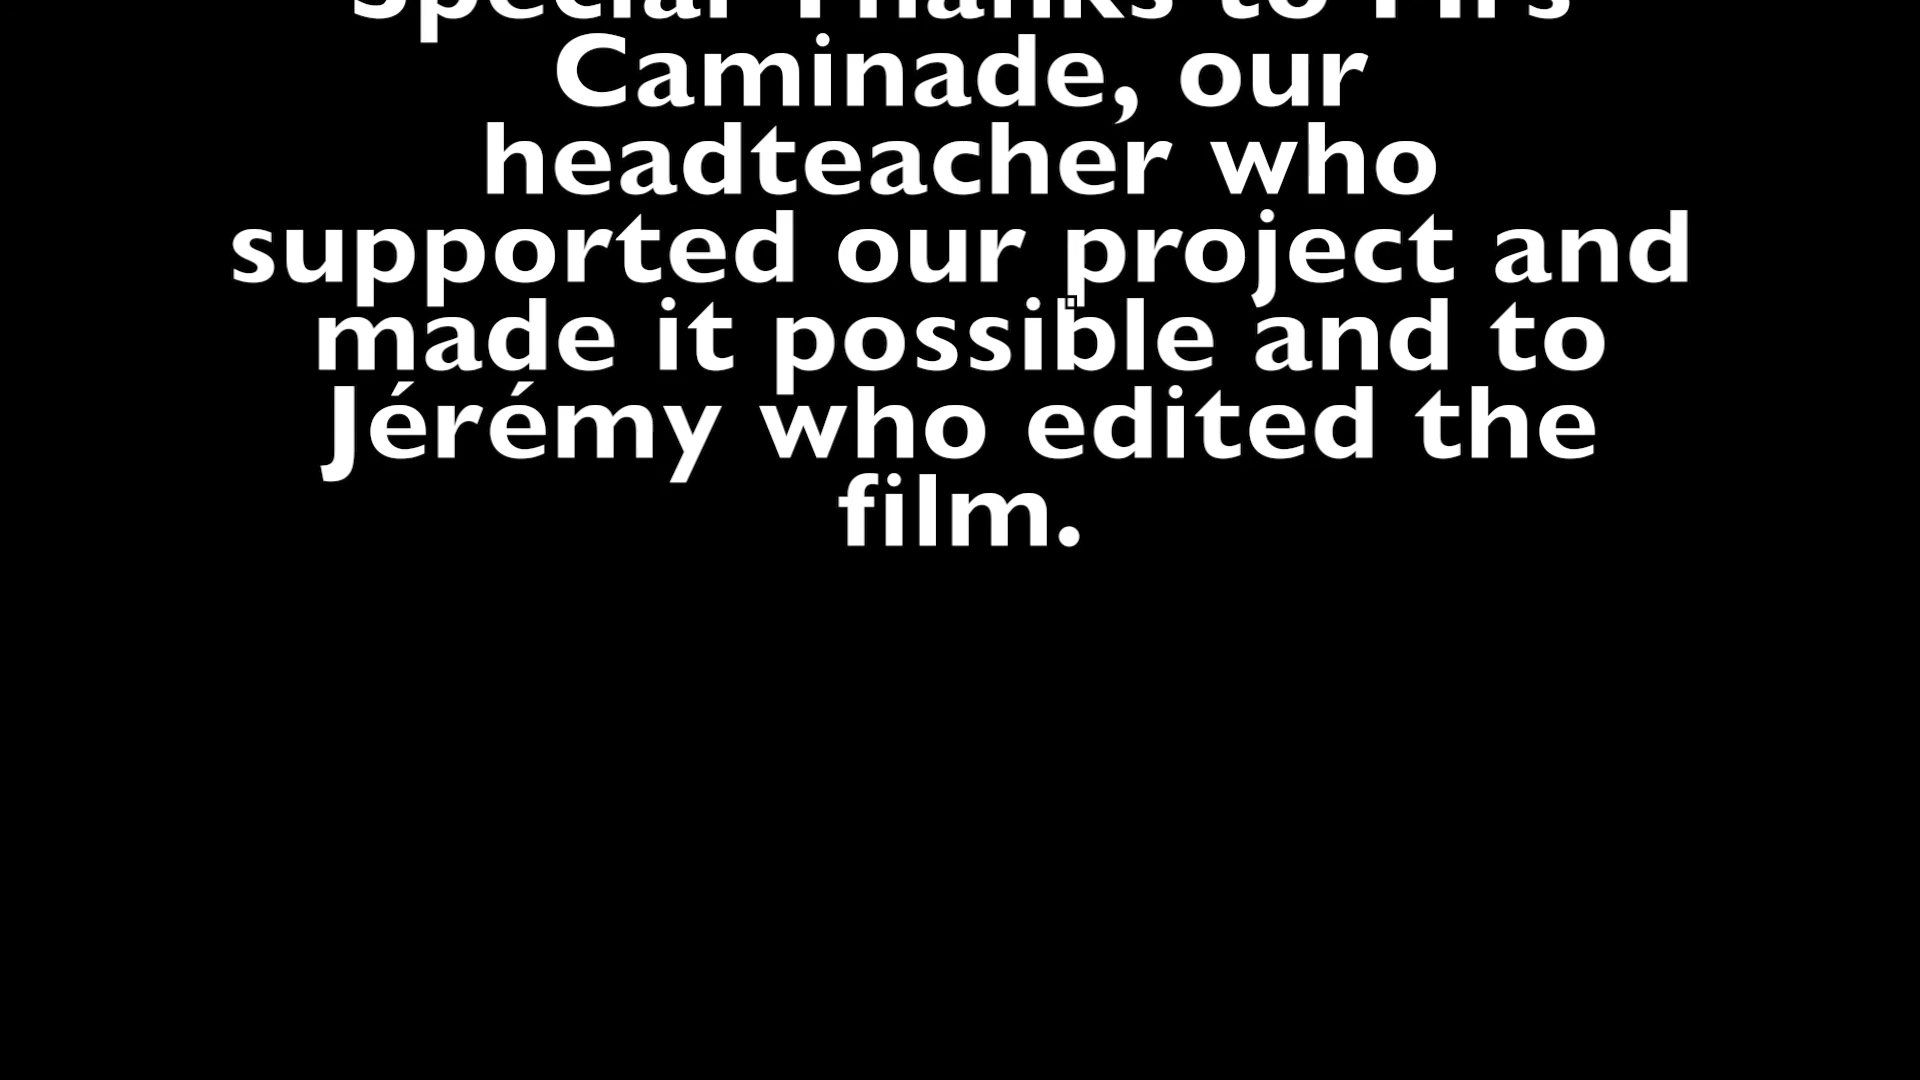 Special Thanks to Mrs
Caminade, our
headteacher who
supported our project and
made it possible and to
Jérémy who edited the
film.